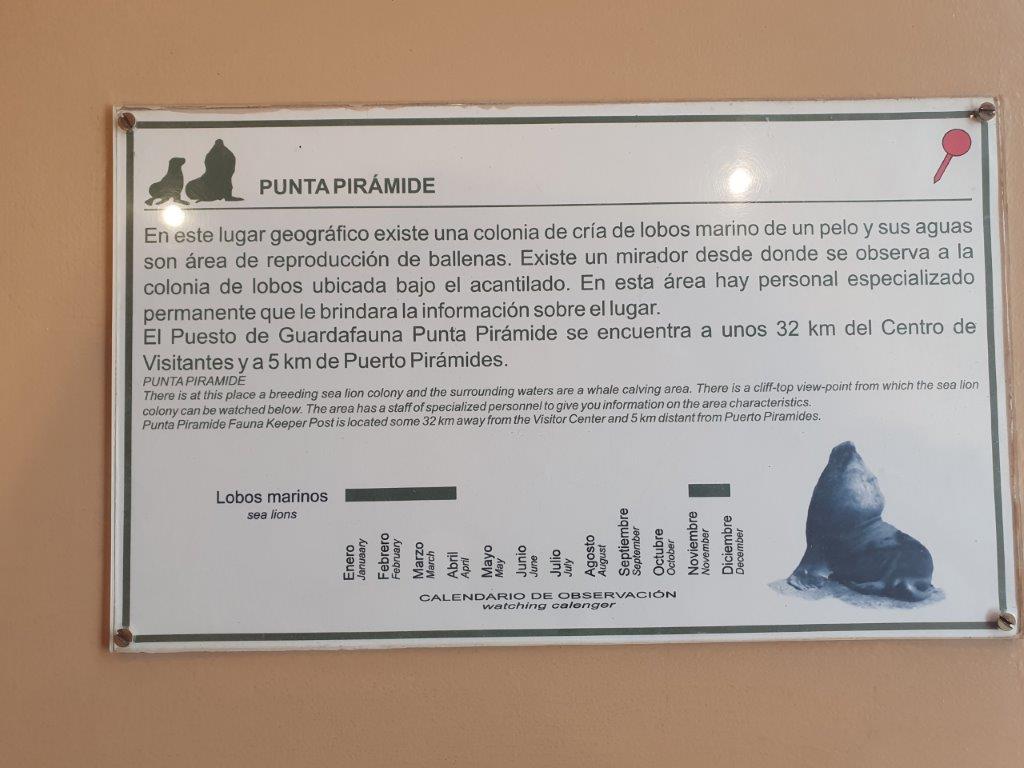 PUNTA PIRÁMIDE
En este lugar geográfico existe una colonia de cría de lobos marino de un pelo y sus aguas
son área de reproducción de ballenas. Existe un mirador desde donde se observa a la
colonia de lobos ubicada bajo el acantilado. En esta área hay personal especializado
permanente que le brindara la información sobre el lugar.
El Puesto de Guardafauna Punta Pirámide se encuentra a unos 32 km del Centro de
Visitantes y a 5 km de Puerto Pirámides.
PUNTA PIRAMIDE
There is at this place a breeding sea lion colony and the surrounding waters are a whale calving area. There is a cliff-top view-point from which the sea lion
colony can be watched below. The area has a staff of specialized personnel to give you information on the area characteristics.
Punta Piramide Fauna Keeper Post is located some 32 km away from the Visitor Center and 5 km distant from Puerto Piramides.
Lobos marinos
sea lions
Enero
Januaary
Febrero
February
Marzo
March
Abril
April
Mayo
May
Junio
June
Julio
July
Agosto
August
Septiembre
September
Octubre
October
Noviembre
November
Diciembre
December
CALENDARIO DE OBSERVACIÓN
watching calenger